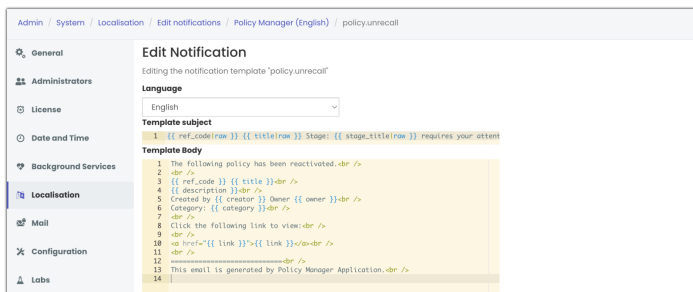 Admin / System / Localisation / Edit notifications / Policy Manager (English) / policy.unrecall
General
Administrators
License
Date and Time
Background Services
Localisation
Mail
Configuration
Labs
Edit Notification
Editing the notification template "policy.unrecall"
Language
English
Template subject
1 {{ ref_code|raw }} {{ title|raw }} Stage: {{ stage_title|raw }} requires your attent
Template Body
1 The following policy has been reactivated.<br />
2 <br />
3 {{ ref_code }} {{ title }}<br />
4 {{ description }}<br />
5 Created by {{ creator }} Owner {{ owner }}<br />
6 Category: {{ category }}<br />
7 <br />
8 Click the following link to view:<br />
9 <br />
10 <a href="{{ link }}">{{ link }}</a><br />
11 <br />
12 ============================<br />
13 This email is generated by Policy Manager Application.<br />
14